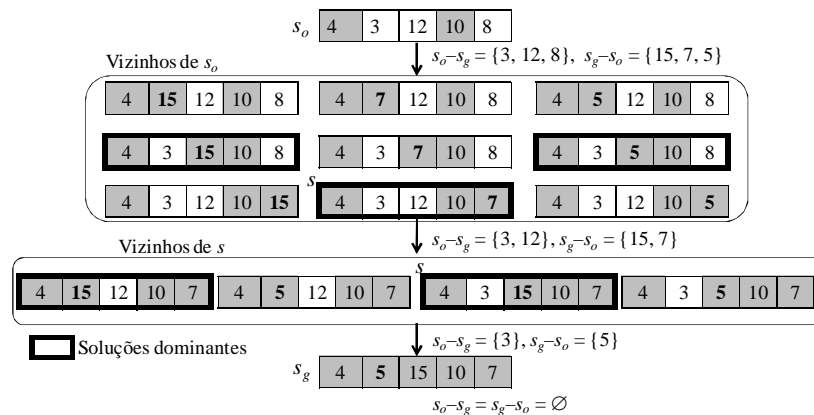 s_o 4 3 12 10 8
Vizinhos de s_o
s_o–s_g = {3, 12, 8}, s_g–s_o = {15, 7, 5}
4 15 12 10 8 4 7 12 10 8 4 5 12 10 8
4 3 15 10 8 4 3 7 10 8 4 3 5 10 8
s
4 3 12 10 15 4 3 12 10 7 4 3 12 10 5
Vizinhos de s
s_o–s_g = {3, 12}, s_g–s_o = {15, 7}
s
4 15 12 10 7 4 5 12 10 7 4 3 15 10 7 4 3 5 10 7
s_o–s_g = {3}, s_g–s_o = {5}
Soluções dominantes
s_g 4 5 15 10 7
s_o–s_g = s_g–s_o = ∅